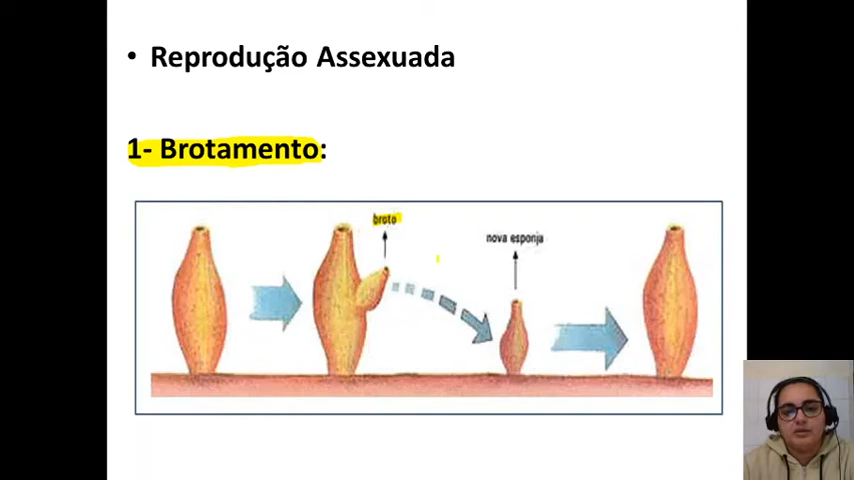 • Reprodução Assexuada
1- Brotamento:
broto
nova esponja